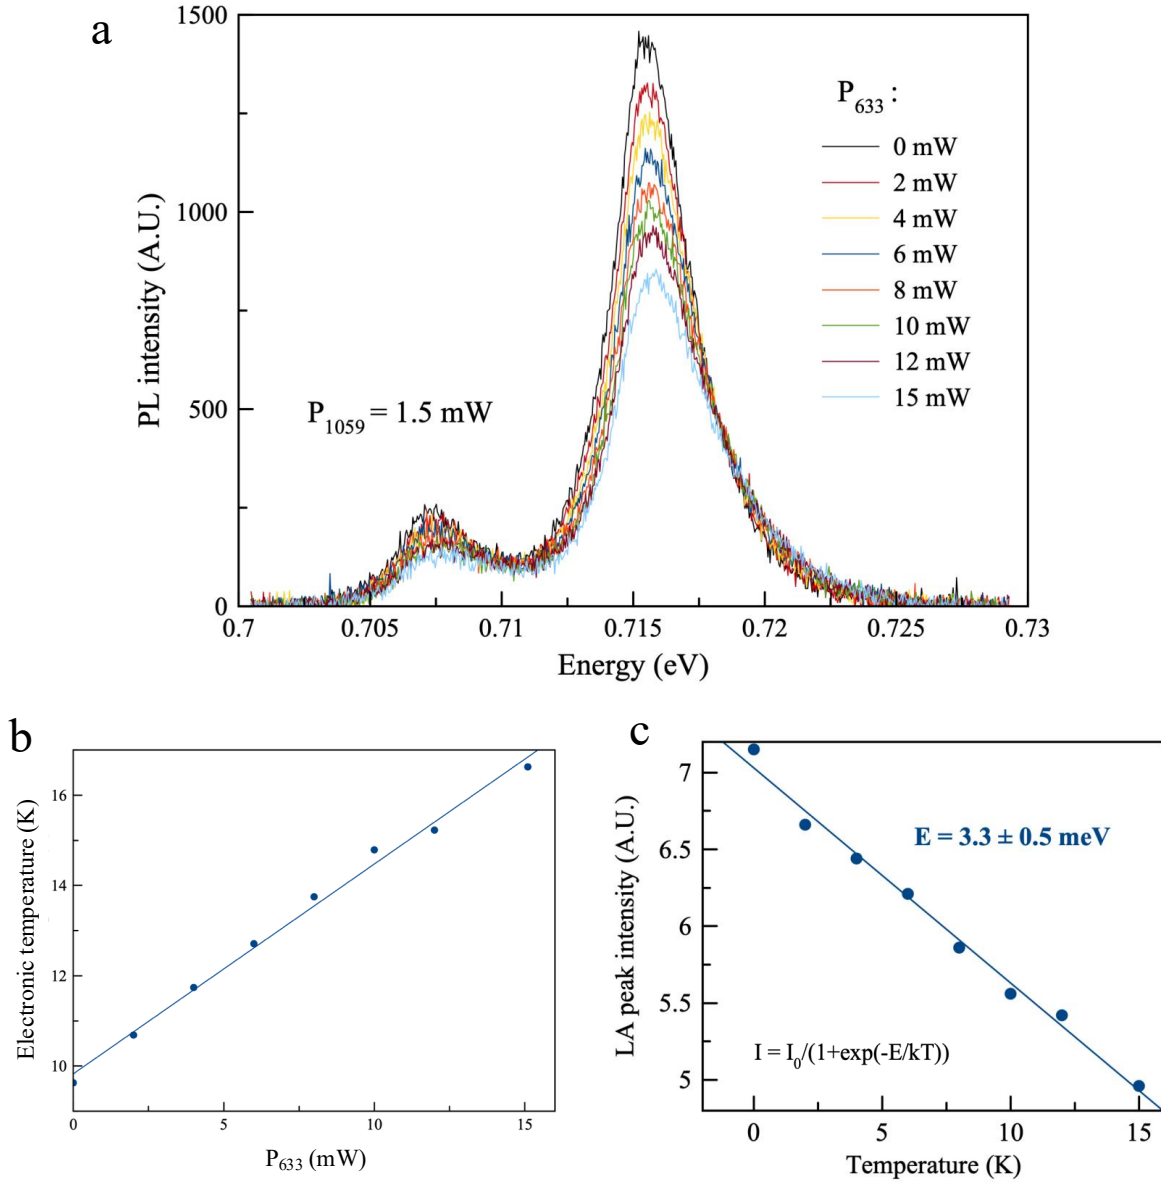 a
1500
1000
500
0
PL intensity (A.U.)
P633 :
0 mW
2 mW
4 mW
6 mW
8 mW
10 mW
12 mW
15 mW
P1059 = 1.5 mW
0.7 0.705 0.71 0.715 0.72 0.725 0.73
Energy (eV)
b
16
14
12
10
Electronic temperature (K)
0 5 10 15
P633 (mW)
c
7
6.5
6
5.5
5
LA peak intensity (A.U.)
E = 3.3 ± 0.5 meV
I = I0/(1+exp(-E/kT))
0 5 10 15
Temperature (K)